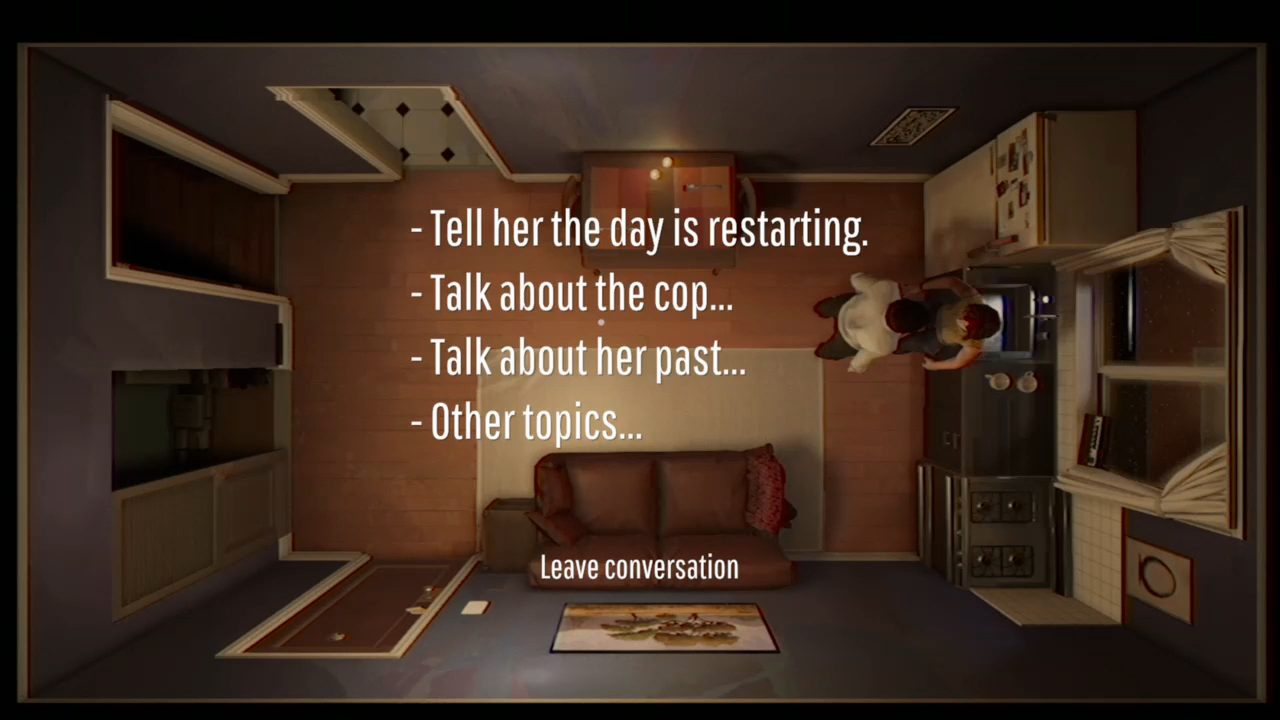 - Tell her the day is restarting.
- Talk about the cop...
- Talk about her past...
- Other topics...
Leave conversation